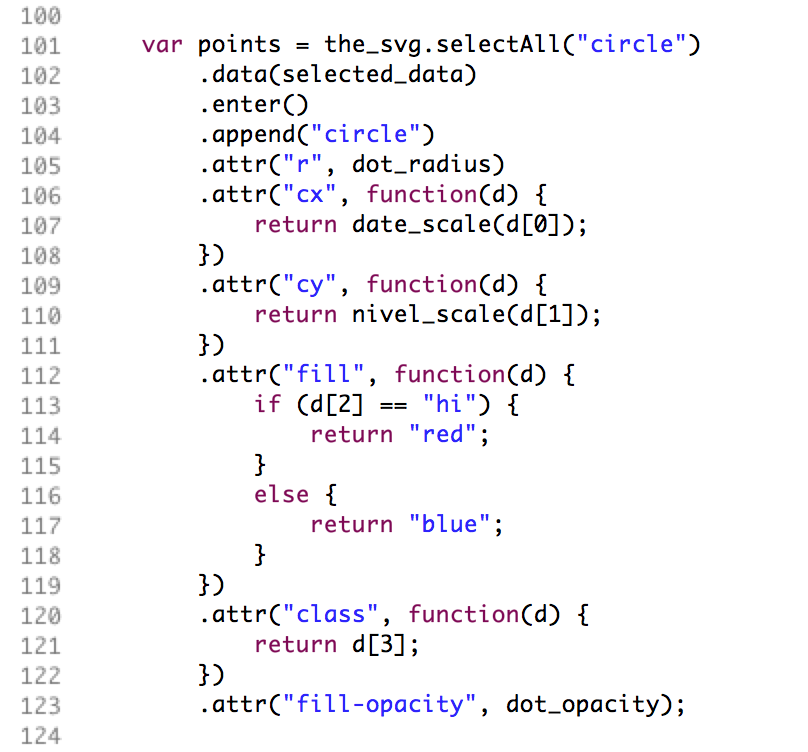 100
101     var points = the_svg.selectAll("circle")
102         .data(selected_data)
103         .enter()
104         .append("circle")
105         .attr("r", dot_radius)
106         .attr("cx", function(d) {
107             return date_scale(d[0]);
108         })
109         .attr("cy", function(d) {
110             return nivel_scale(d[1]);
111         })
112         .attr("fill", function(d) {
113             if (d[2] == "hi") {
114                 return "red";
115             }
116             else {
117                 return "blue";
118             }
119         })
120         .attr("class", function(d) {
121             return d[3];
122         })
123         .attr("fill-opacity", dot_opacity);
124